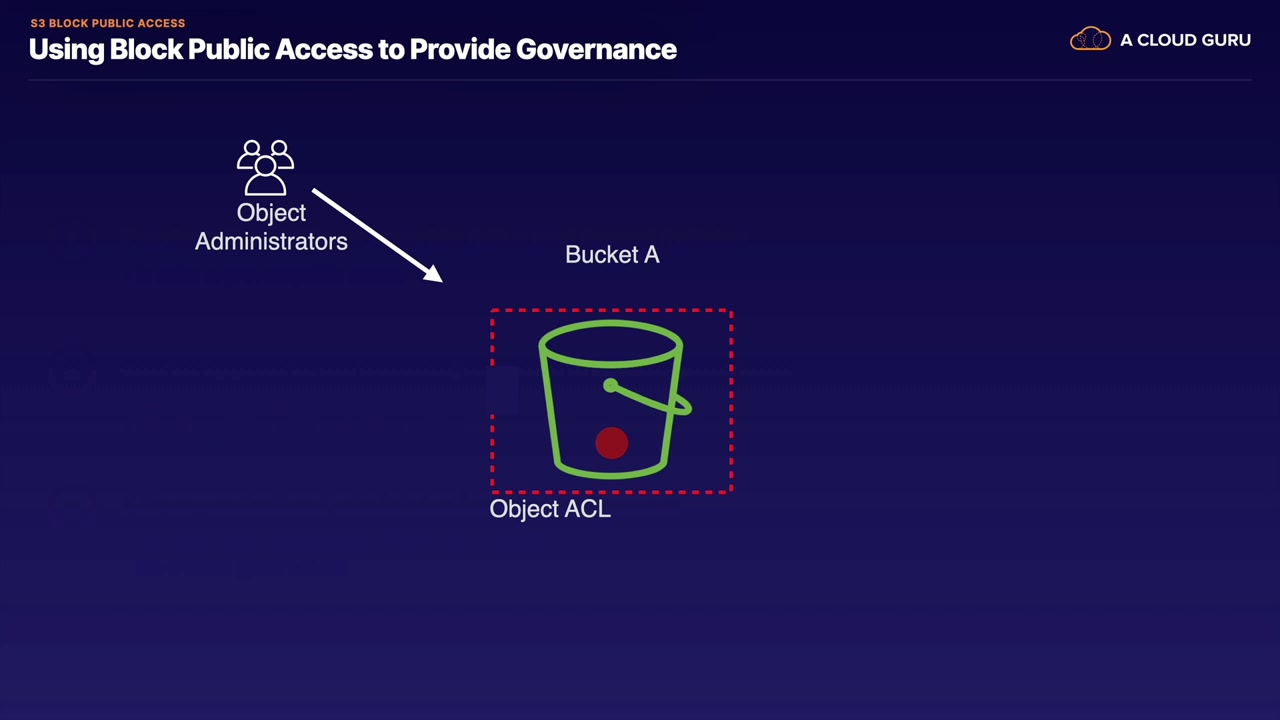 S3 BLOCK PUBLIC ACCESS
Using Block Public Access to Provide Governance
A CLOUD GURU
Object
Administrators
Bucket A
Object ACL